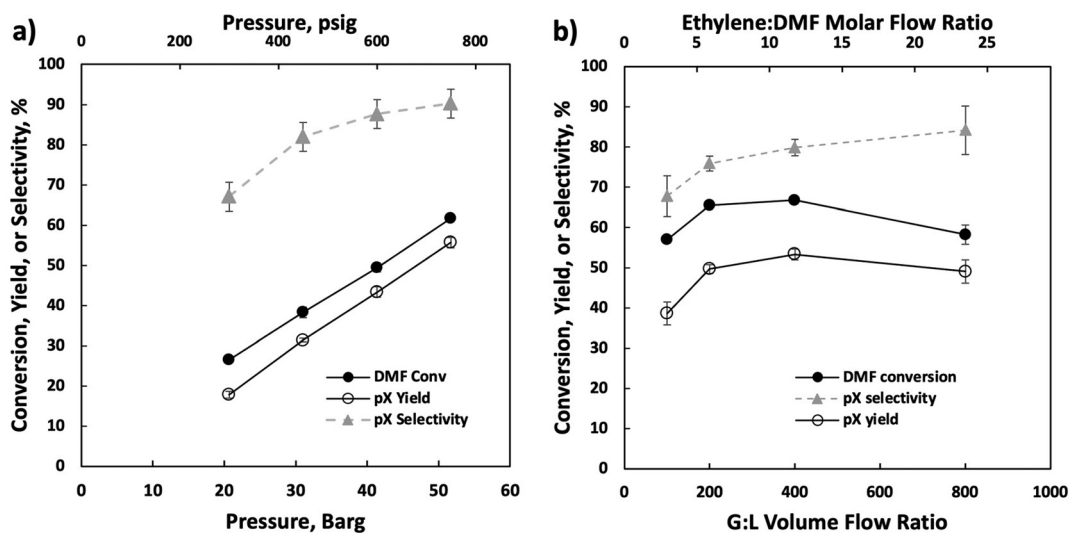 a)
Pressure, psig
0 200 400 600 800
Conversion, Yield, or Selectivity, %
100
90
80
70
60
50
40
30
20
10
0
DMF Conv
pX Yield
pX Selectivity
0 10 20 30 40 50 60
Pressure, Barg
b)
Ethylene:DMF Molar Flow Ratio
0 5 10 15 20 25
Conversion, Yield, or Selectivity, %
100
90
80
70
60
50
40
30
20
10
0
DMF conversion
pX selectivity
pX yield
0 200 400 600 800 1000
G:L Volume Flow Ratio